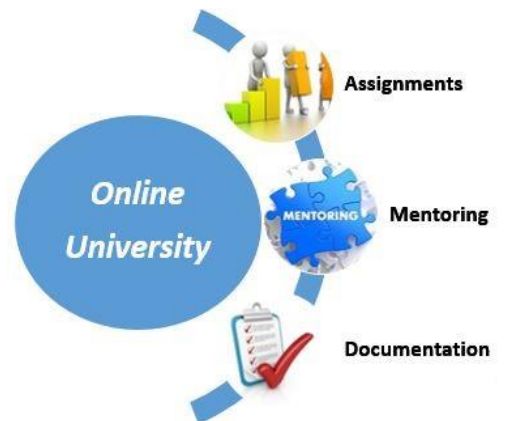 Assignments
Online
University
MENTORING
Mentoring
Documentation